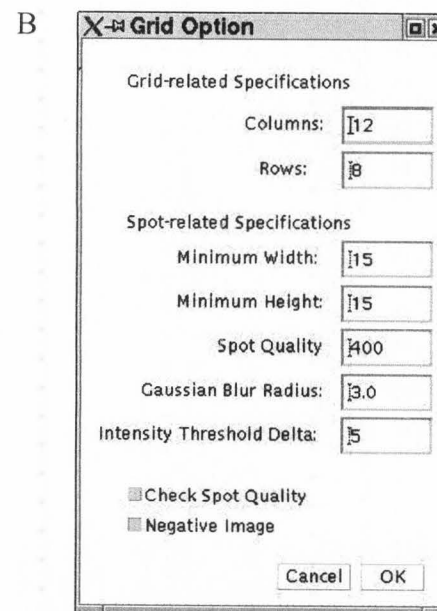 B
Grid Option
Grid-related Specifications
Columns: 12
Rows: 8
Spot-related Specifications
Minimum Width: 15
Minimum Height: 15
Spot Quality 400
Gaussian Blur Radius: 3.0
Intensity Threshold Delta: 5
Check Spot Quality
Negative Image
Cancel OK